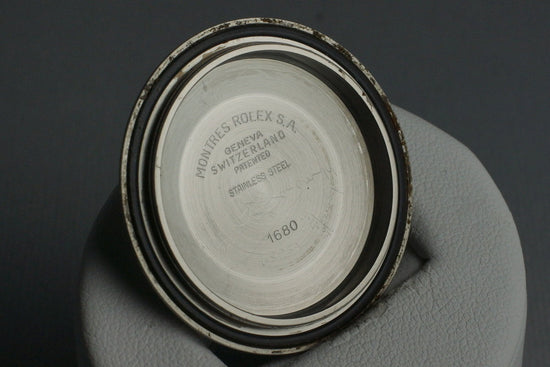 MONTRES ROLEX S.A.
GENEVA
SWITZERLAND
PATENTED
STAINLESS STEEL
1680